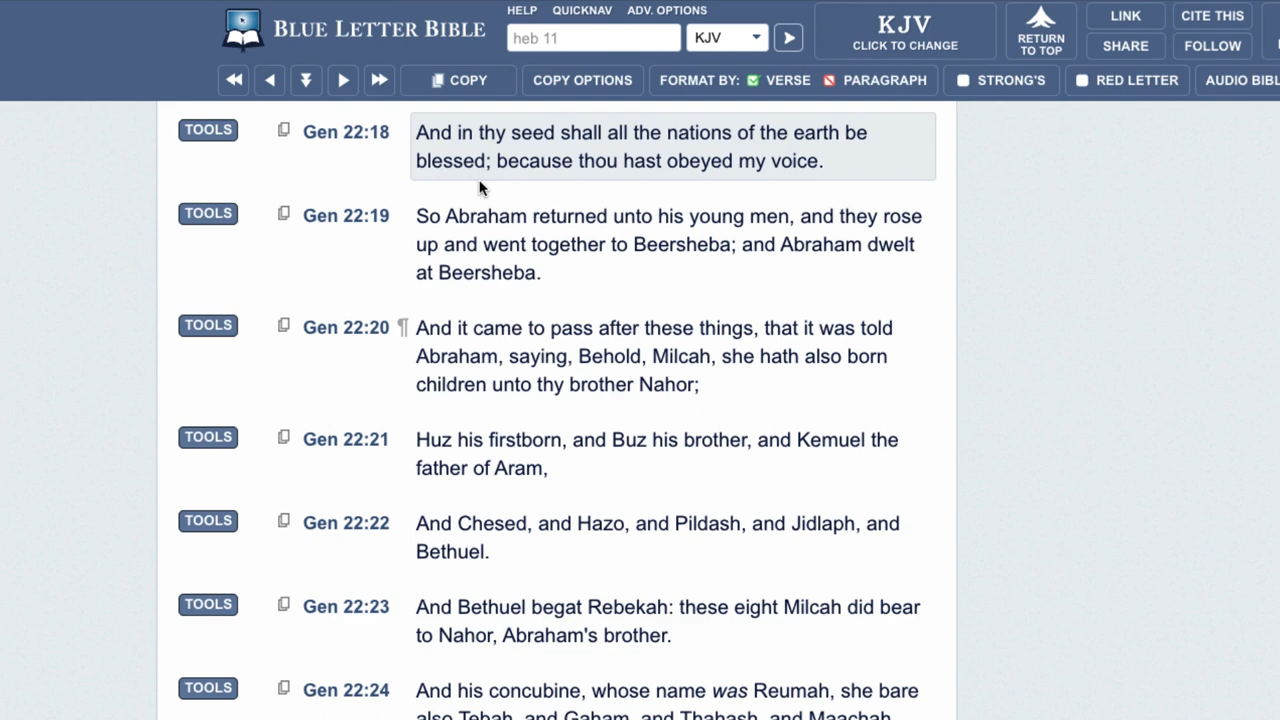 HELP QUICKNAV ADV. OPTIONS
BLUE LETTER BIBLE
heb 11
KJV
KJV
CLICK TO CHANGE
RETURN
TO TOP
LINK
CITE THIS
SHARE
FOLLOW
COPY
COPY OPTIONS
FORMAT BY: VERSE PARAGRAPH
STRONG'S
RED LETTER
TOOLS Gen 22:18 And in thy seed shall all the nations of the earth be
blessed; because thou hast obeyed my voice.
TOOLS Gen 22:19 So Abraham returned unto his young men, and they rose
up and went together to Beersheba; and Abraham dwelt
at Beersheba.
TOOLS Gen 22:20 ¶ And it came to pass after these things, that it was told
Abraham, saying, Behold, Milcah, she hath also born
children unto thy brother Nahor;
TOOLS Gen 22:21 Huz his firstborn, and Buz his brother, and Kemuel the
father of Aram,
TOOLS Gen 22:22 And Chesed, and Hazo, and Pildash, and Jidlaph, and
Bethuel.
TOOLS Gen 22:23 And Bethuel begat Rebekah: these eight Milcah did bear
to Nahor, Abraham's brother.
TOOLS Gen 22:24 And his concubine, whose name was Reumah, she bare
also Tebah, and Gaham, and Thahash, and Maachah.